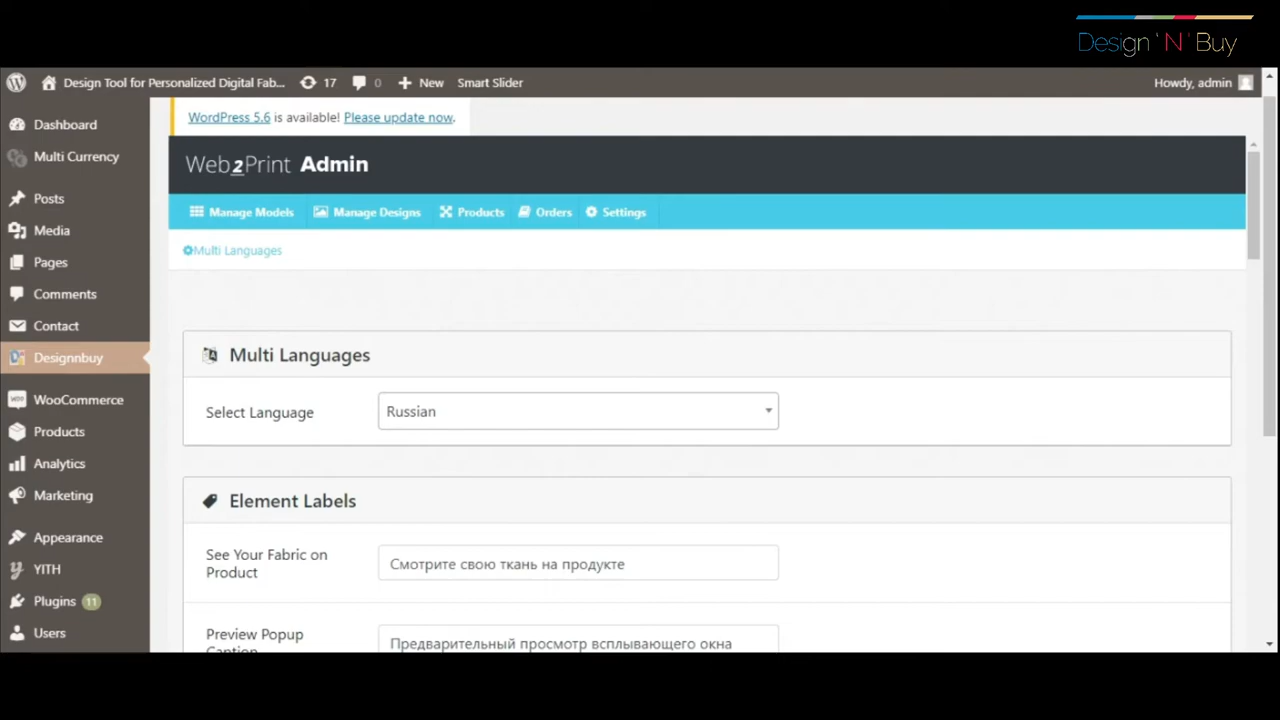 Design 'N' Buy
Design Tool for Personalized Digital Fab... 17 0 New Smart Slider Howdy, admin
Dashboard
Multi Currency
Posts
Media
Pages
Comments
Contact
Designnbuy
WooCommerce
Products
Analytics
Marketing
Appearance
YITH
Plugins 11
Users
WordPress 5.6 is available! Please update now.
Web2Print Admin
Manage Models Manage Designs Products Orders Settings
Multi Languages
Multi Languages
Select Language Russian
Element Labels
See Your Fabric on
Product
Смотрите свою ткань на продукте
Preview Popup
Caption
Предварительный просмотр всплывающего окна